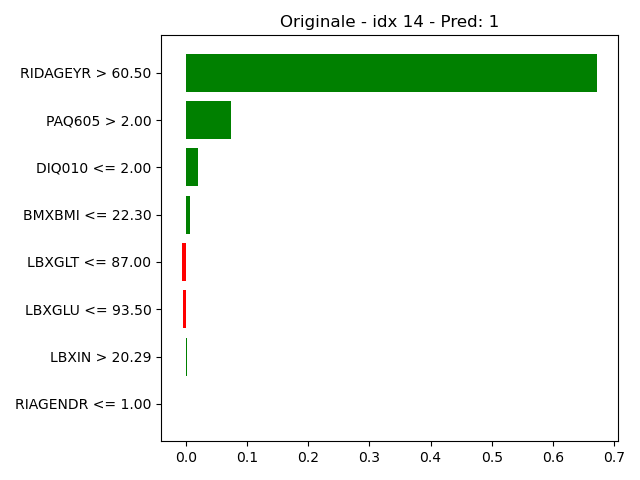 Originale - idx 14 - Pred: 1
RIDAGEYR > 60.50
PAQ605 > 2.00
DIQ010 <= 2.00
BMXBMI <= 22.30
LBXGLT <= 87.00
LBXGLU <= 93.50
LBXIN > 20.29
RIAGENDR <= 1.00
0.0 0.1 0.2 0.3 0.4 0.5 0.6 0.7